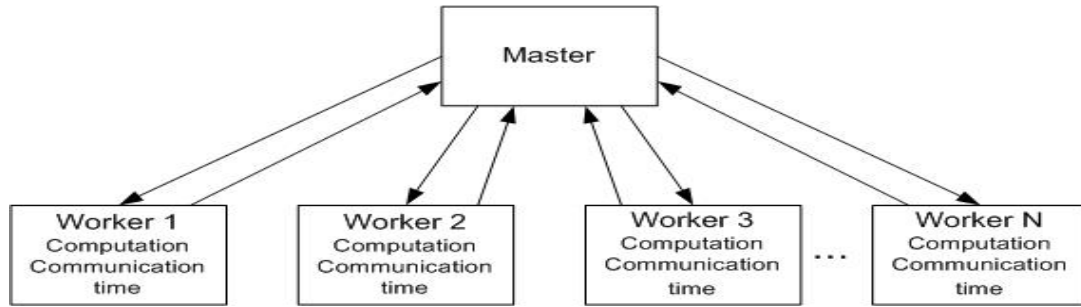 Master
Worker 1
Computation
Communication
time
Worker 2
Computation
Communication
time
Worker 3
Computation
Communication
time
...
Worker N
Computation
Communication
time